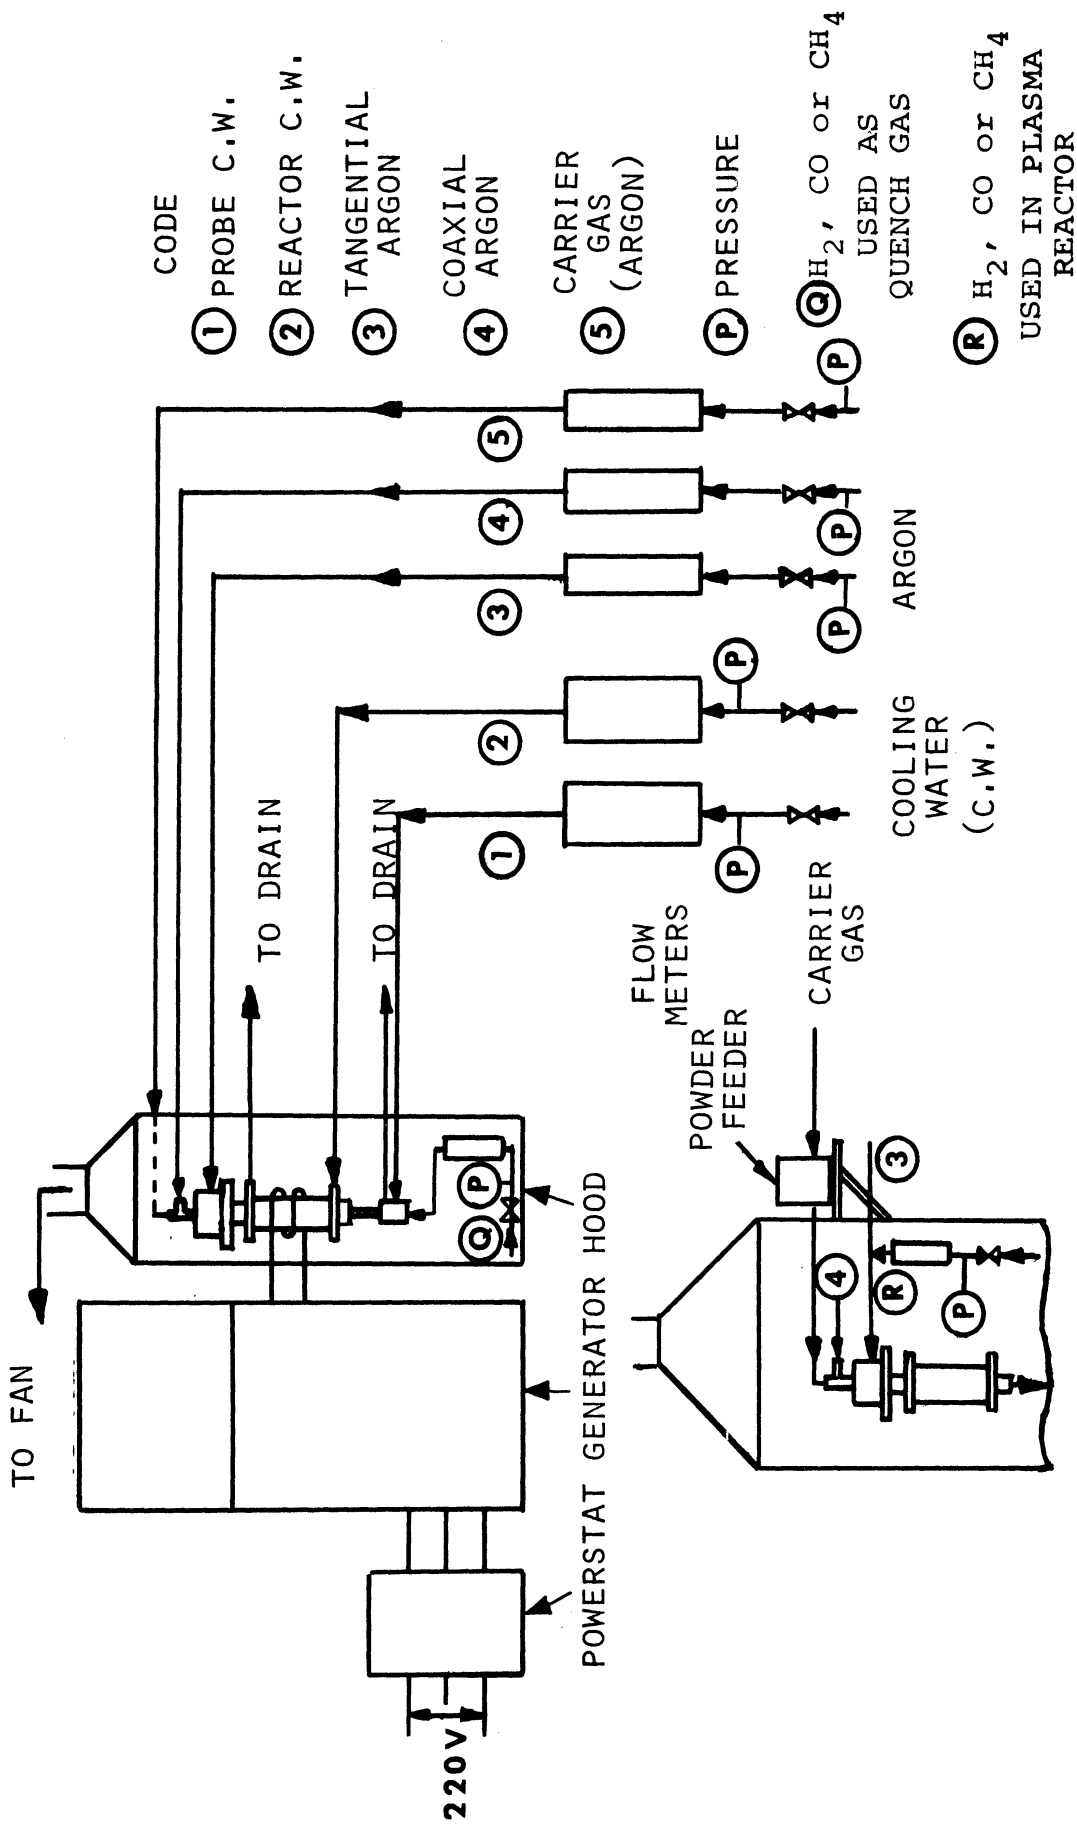 TO FAN
220V
POWERSTAT GENERATOR HOOD
Q
P
TO DRAIN
TO DRAIN
1
2
3
4
5
FLOW
METERS
P
P
P
P
P
COOLING
WATER
(C.W.)
ARGON
CODE
1 PROBE C.W.
2 REACTOR C.W.
3 TANGENTIAL
ARGON
4 COAXIAL
ARGON
5 CARRIER
GAS
(ARGON)
P PRESSURE
Q H2, CO or CH4
USED AS
QUENCH GAS
R H2, CO or CH4
USED IN PLASMA
REACTOR
POWDER
FEEDER
CARRIER
GAS
4
3
R
P